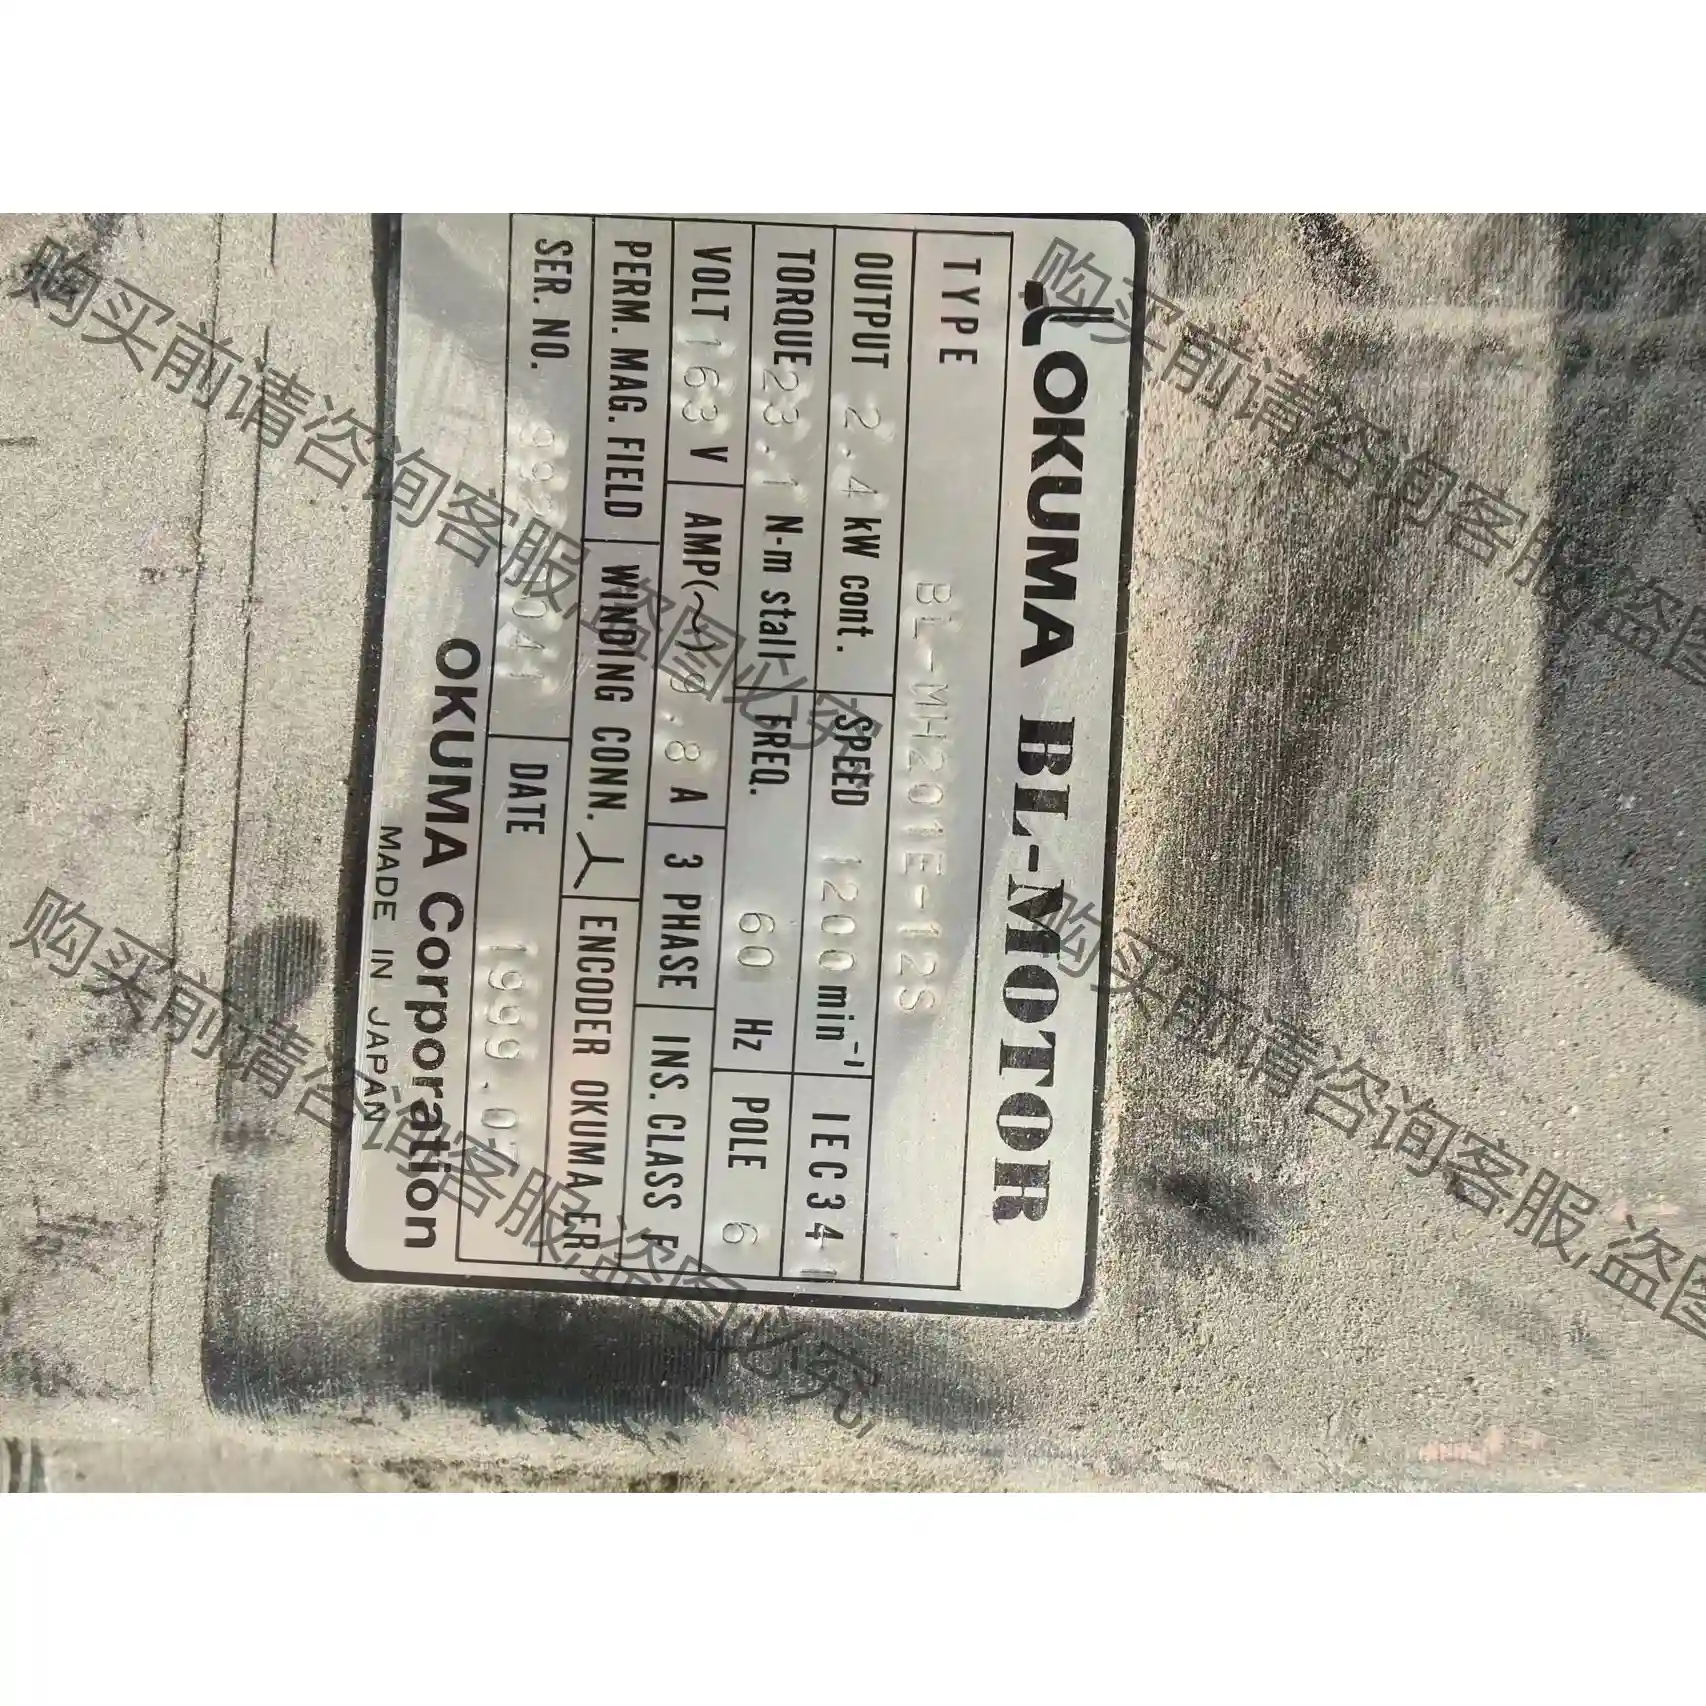 OKUMA BL-MOTOR
TYPE BL-MH201E-12S
OUTPUT 2.4 kW cont. SPEED 1200 min⁻¹ IEC34-1
TORQUE 23.1 N-m stall FREQ. 60 Hz POLE 6
VOLT 163 V AMP(~) 9.8 A 3 PHASE INS. CLASS F
PERM. MAG. FIELD WINDING CONN. ENCODER OKUMA ER
SER. NO. DATE
OKUMA Corporation
MADE IN JAPAN
购买前请咨询客服,盗图必究
购买前请咨询客服,盗图
购买前请咨询客服,盗图必究,
购买前请咨询客服,盗图